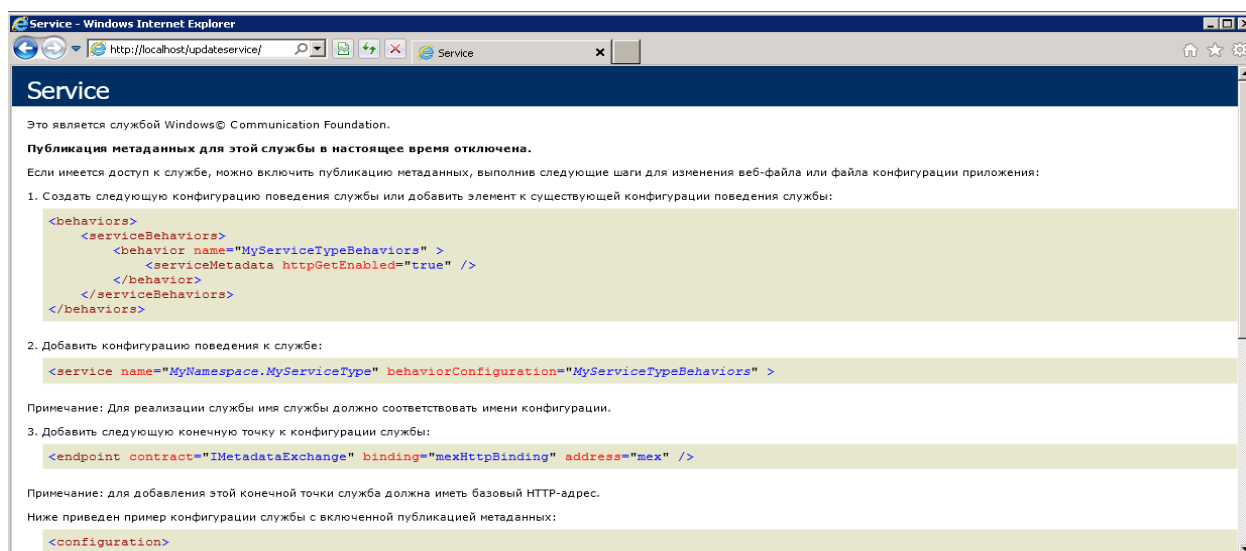 Service - Windows Internet Explorer
http://localhost/updateservice/
Service
Service
Это является службой Windows© Communication Foundation.
Публикация метаданных для этой службы в настоящее время отключена.
Если имеется доступ к службе, можно включить публикацию метаданных, выполнив следующие шаги для изменения веб-файла или файла конфигурации приложения:
1. Создать следующую конфигурацию поведения службы или добавить элемент к существующей конфигурации поведения службы:
<behaviors>
<serviceBehaviors>
<behavior name="MyServiceTypeBehaviors" >
<serviceMetadata httpGetEnabled="true" />
</behavior>
</serviceBehaviors>
</behaviors>
2. Добавить конфигурацию поведения к службе:
<service name="MyNamespace.MyServiceType" behaviorConfiguration="MyServiceTypeBehaviors" >
Примечание: Для реализации службы имя службы должно соответствовать имени конфигурации.
3. Добавить следующую конечную точку к конфигурации службы:
<endpoint contract="IMetadataExchange" binding="mexHttpBinding" address="mex" />
Примечание: для добавления этой конечной точки служба должна иметь базовый HTTP-адрес.
Ниже приведен пример конфигурации службы с включенной публикацией метаданных:
<configuration>